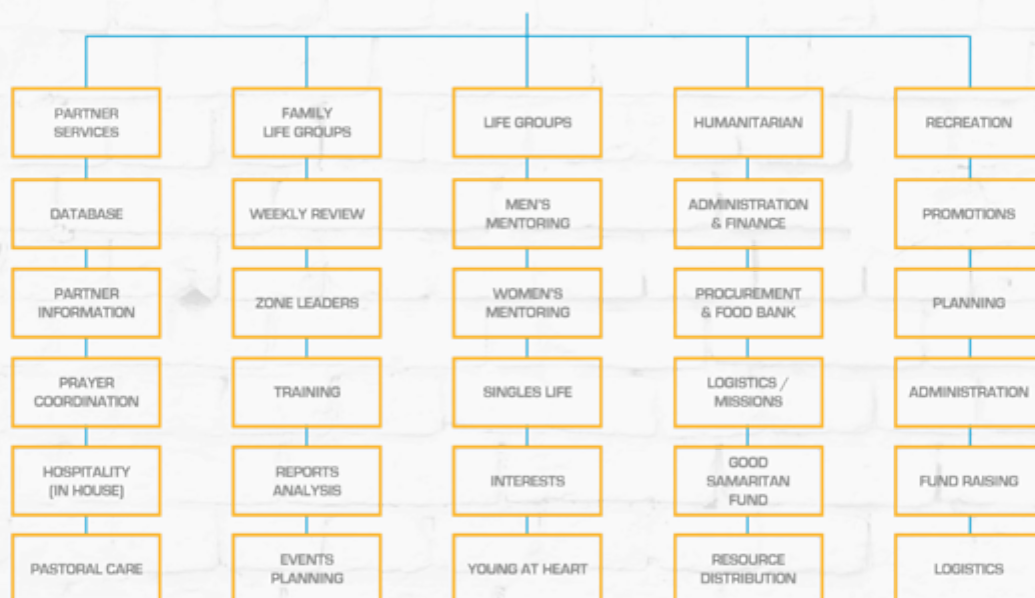 PARTNER
SERVICES
FAMILY
LIFE GROUPS
LIFE GROUPS
HUMANITARIAN
RECREATION
DATABASE
WEEKLY REVIEW
MEN'S
MENTORING
ADMINISTRATION
& FINANCE
PROMOTIONS
PARTNER
INFORMATION
ZONE LEADERS
WOMEN'S
MENTORING
PROCUREMENT
& FOOD BANK
PLANNING
PRAYER
COORDINATION
TRAINING
SINGLES LIFE
LOGISTICS /
MISSIONS
ADMINISTRATION
HOSPITALITY
(IN HOUSE)
REPORTS
ANALYSIS
INTERESTS
GOOD
SAMARITAN
FUND
FUND RAISING
PASTORAL CARE
EVENTS
PLANNING
YOUNG AT HEART
RESOURCE
DISTRIBUTION
LOGISTICS